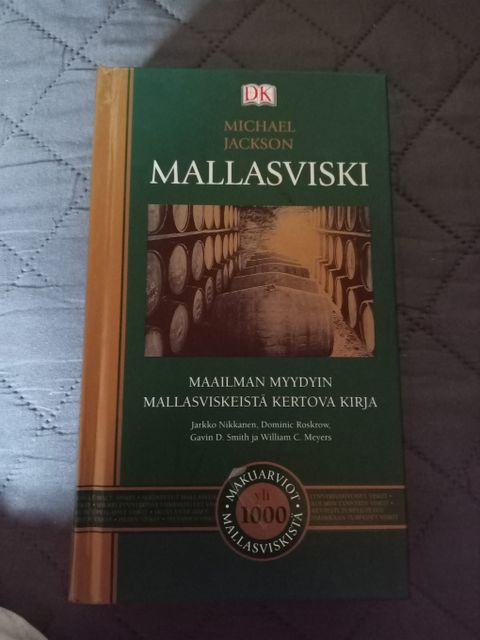 DK
MICHAEL
JACKSON
MALLASVISKI
MAAILMAN MYYDYIN
MALLASVISKEISTÄ KERTOVA KIRJA
Jarkko Nikkanen, Dominic Roskrow,
Gavin D. Smith ja William C. Meyers
MAKUARVIOT
yli
1000
MALLASVISKISTÄ